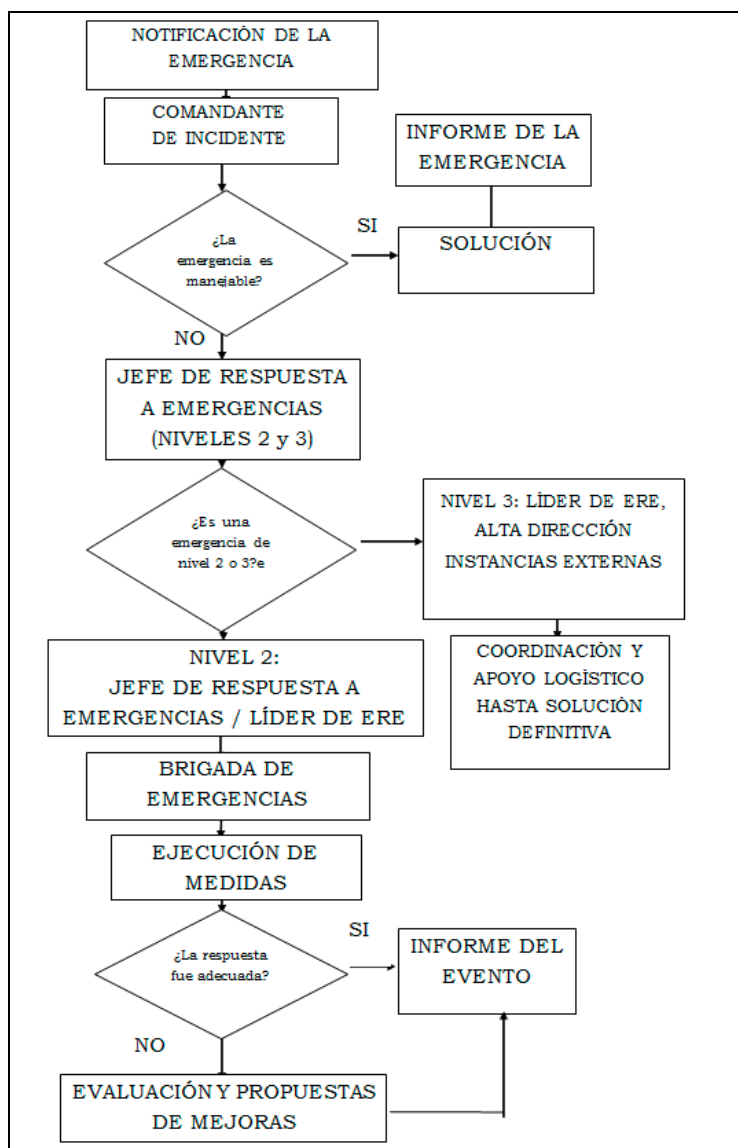 NOTIFICACIÓN DE LA
EMERGENCIA
COMANDANTE
DE INCIDENTE
INFORME DE LA
EMERGENCIA
¿La
emergencia es
manejable?
SI
SOLUCIÓN
NO
JEFE DE RESPUESTA
A EMERGENCIAS
(NIVELES 2 y 3)
¿Es una
emergencia de
nivel 2 o 3?e
NIVEL 3: LÍDER DE ERE,
ALTA DIRECCIÓN
INSTANCIAS EXTERNAS
NIVEL 2:
JEFE DE RESPUESTA A
EMERGENCIAS / LÍDER DE ERE
COORDINACIÓN Y
APOYO LOGÍSTICO
HASTA SOLUCIÓN
DEFINITIVA
BRIGADA DE
EMERGENCIAS
EJECUCIÓN DE
MEDIDAS
¿La respuesta
fue adecuada?
SI
INFORME DEL
EVENTO
NO
EVALUACIÓN Y PROPUESTAS
DE MEJORAS